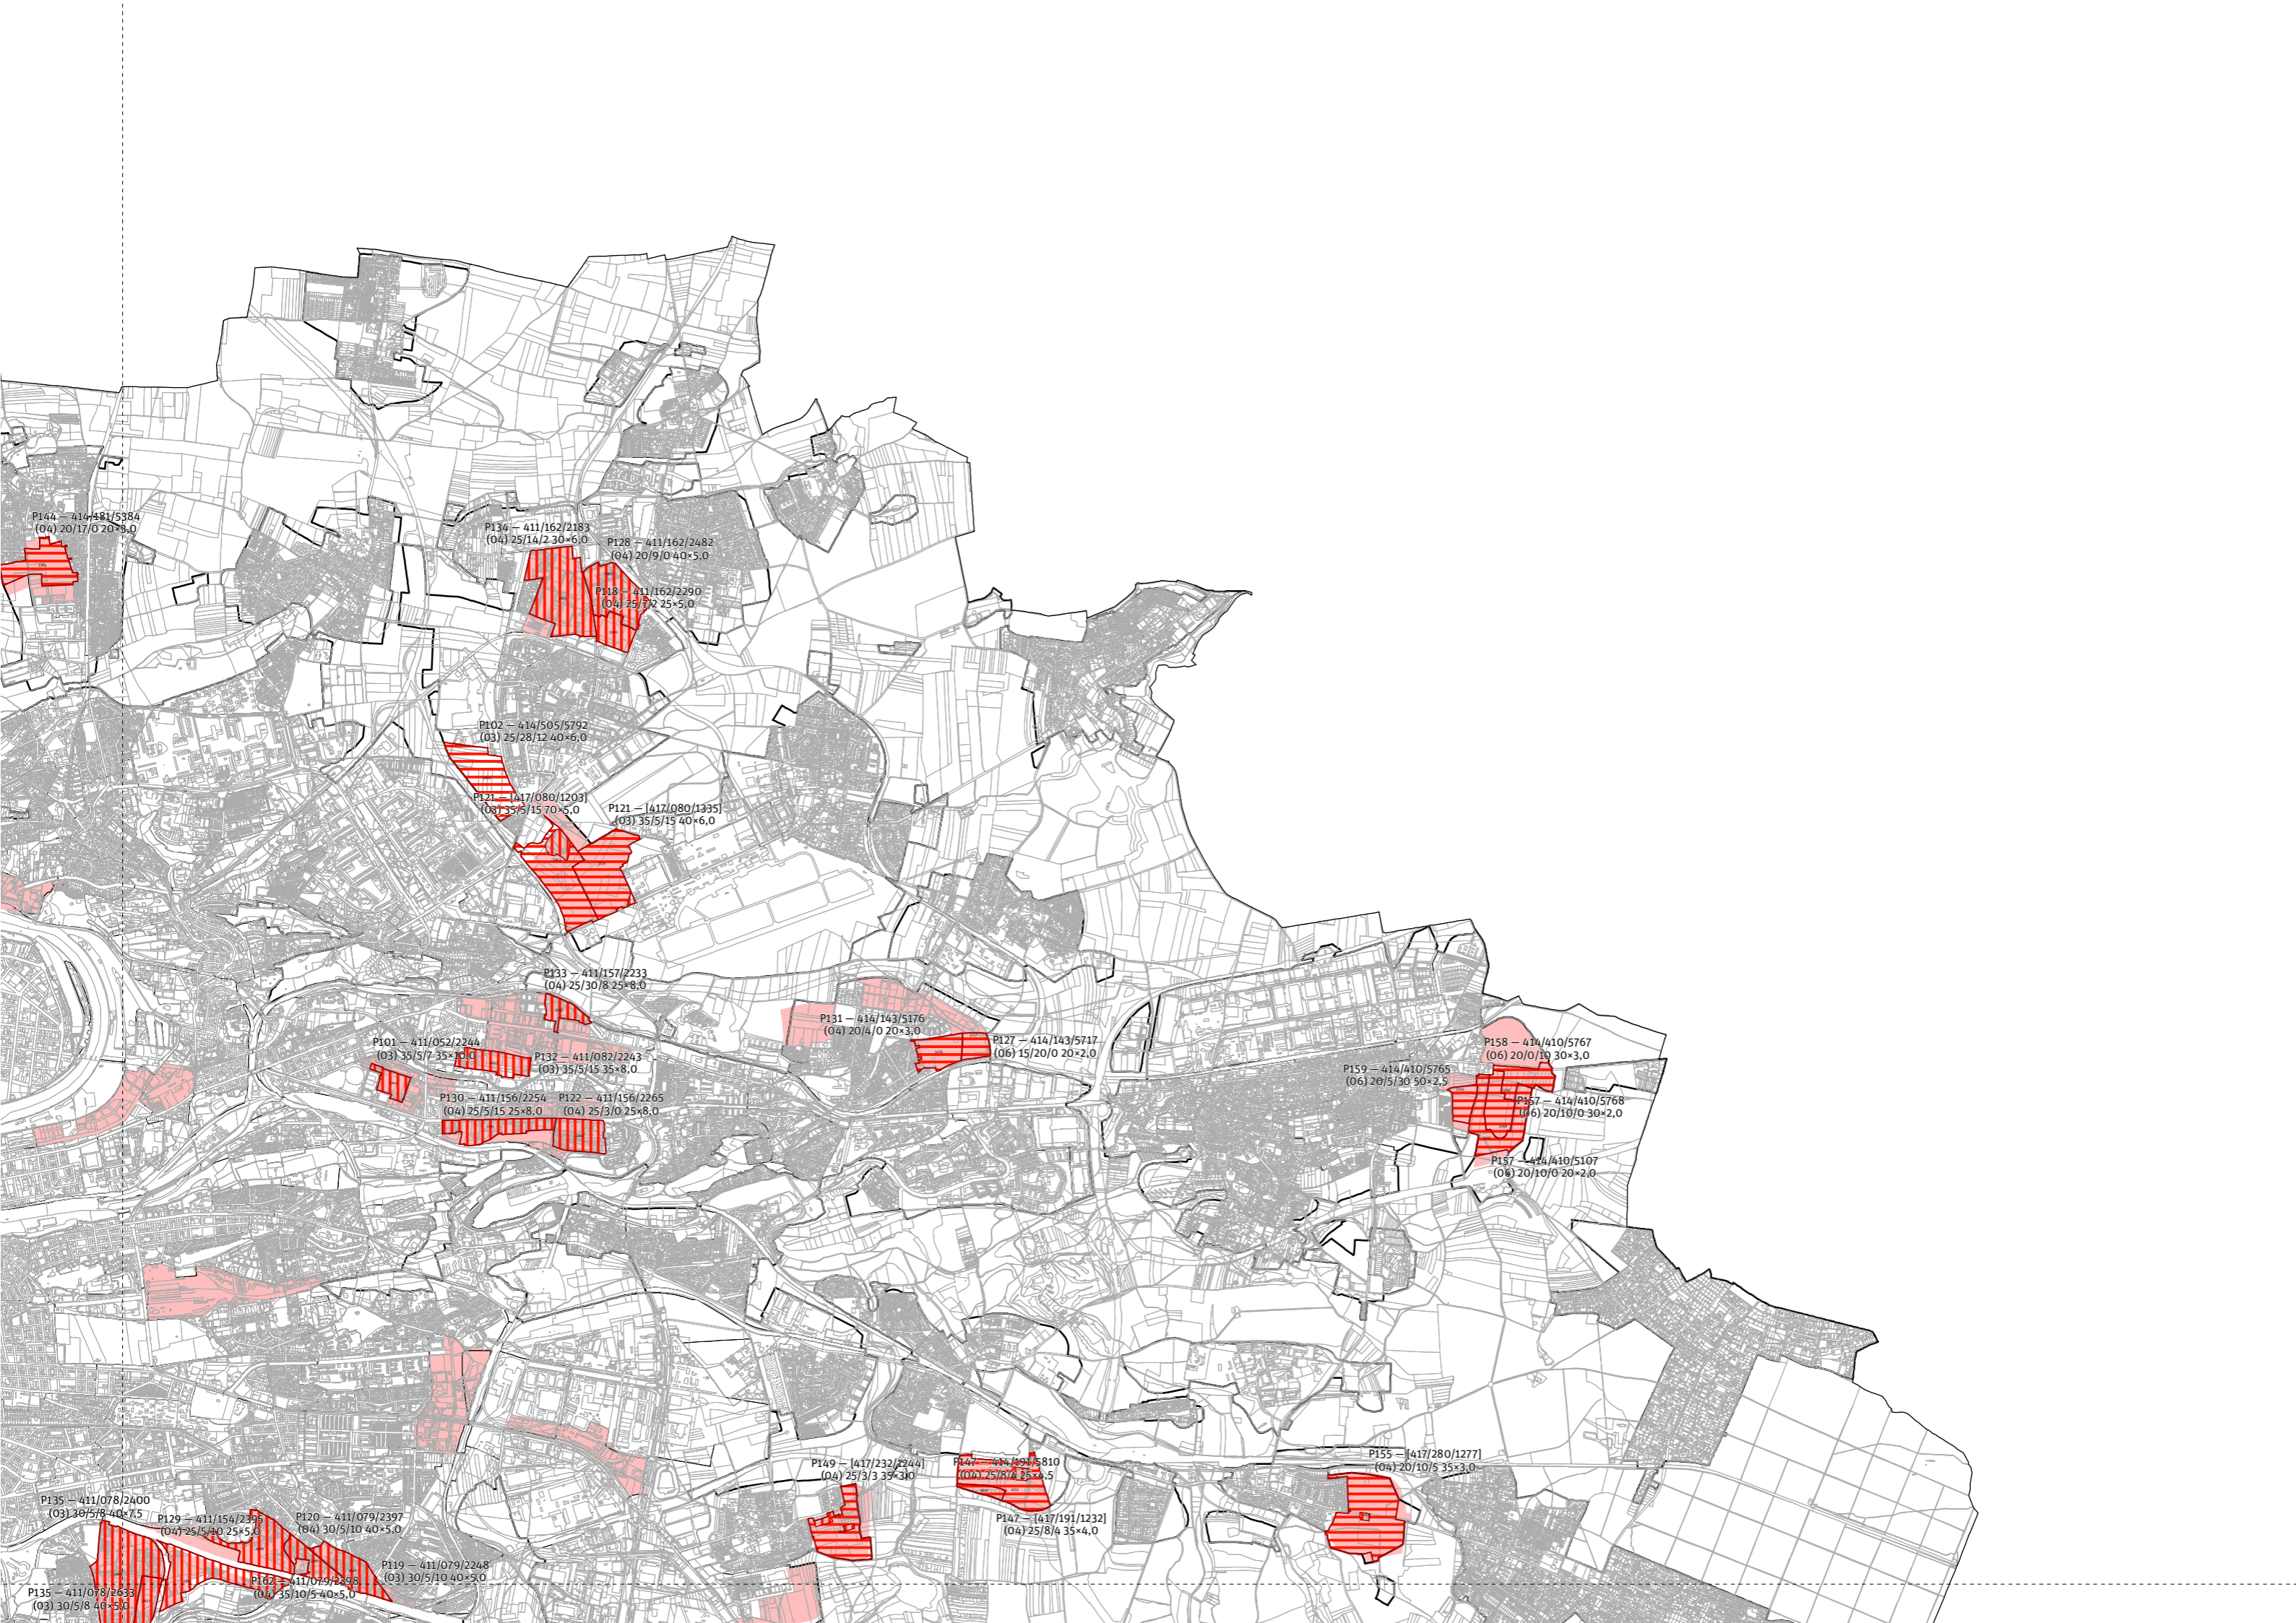 P144 — 414/181/5384
(04) 20/17/0 20×3,0
P134 — 411/162/2183
(04) 25/14/2 30×6,0
P128 — 411/162/2482
(04) 20/9/0 40×5,0
P118 — 411/162/2290
(04) 25/7/2 25×5,0
P102 — 414/505/5792
(03) 25/28/12 40×6,0
P121 — [417/080/1203]
(03) 35/5/15 70×5,0
P121 — [417/080/1335]
(03) 35/5/15 40×6,0
P133 — 411/157/2233
(04) 25/30/8 25×8,0
P131 — 414/143/5176
(04) 20/4/0 20×3,0
P127 — 414/143/5717
(06) 15/20/0 20×2,0
P101 — 411/052/2244
(03) 35/5/7 35×10,0
P132 — 411/082/2243
(03) 35/5/15 35×8,0
P158 — 414/410/5767
(06) 20/0/10 30×3,0
P159 — 414/410/5765
(06) 20/5/30 50×2,5
P130 — 411/156/2254
(04) 25/5/15 25×8,0
P122 — 411/156/2265
(04) 25/3/0 25×8,0
P157 — 414/410/5768
(06) 20/10/0 30×2,0
P157 — 414/410/5107
(06) 20/10/0 20×2,0
P149 — [417/232/1244]
(04) 25/3/3 35×3,0
P147 — 414/191/5810
(04) 25/8/4 25×4,5
P155 — [417/280/1277]
(04) 20/10/5 35×3,0
P147 — [417/191/1232]
(04) 25/8/4 35×4,0
P135 — 411/078/2400
(03) 30/5/8 40×7,5
P129 — 411/154/2395
(04) 25/5/10 25×5,0
P120 — 411/079/2397
(04) 30/5/10 40×5,0
P119 — 411/079/2248
(03) 30/5/10 40×5,0
P162 — 411/079/2398
(04) 35/10/5 40×5,0
P135 — 411/078/2633
(03) 30/5/8 40×5,0